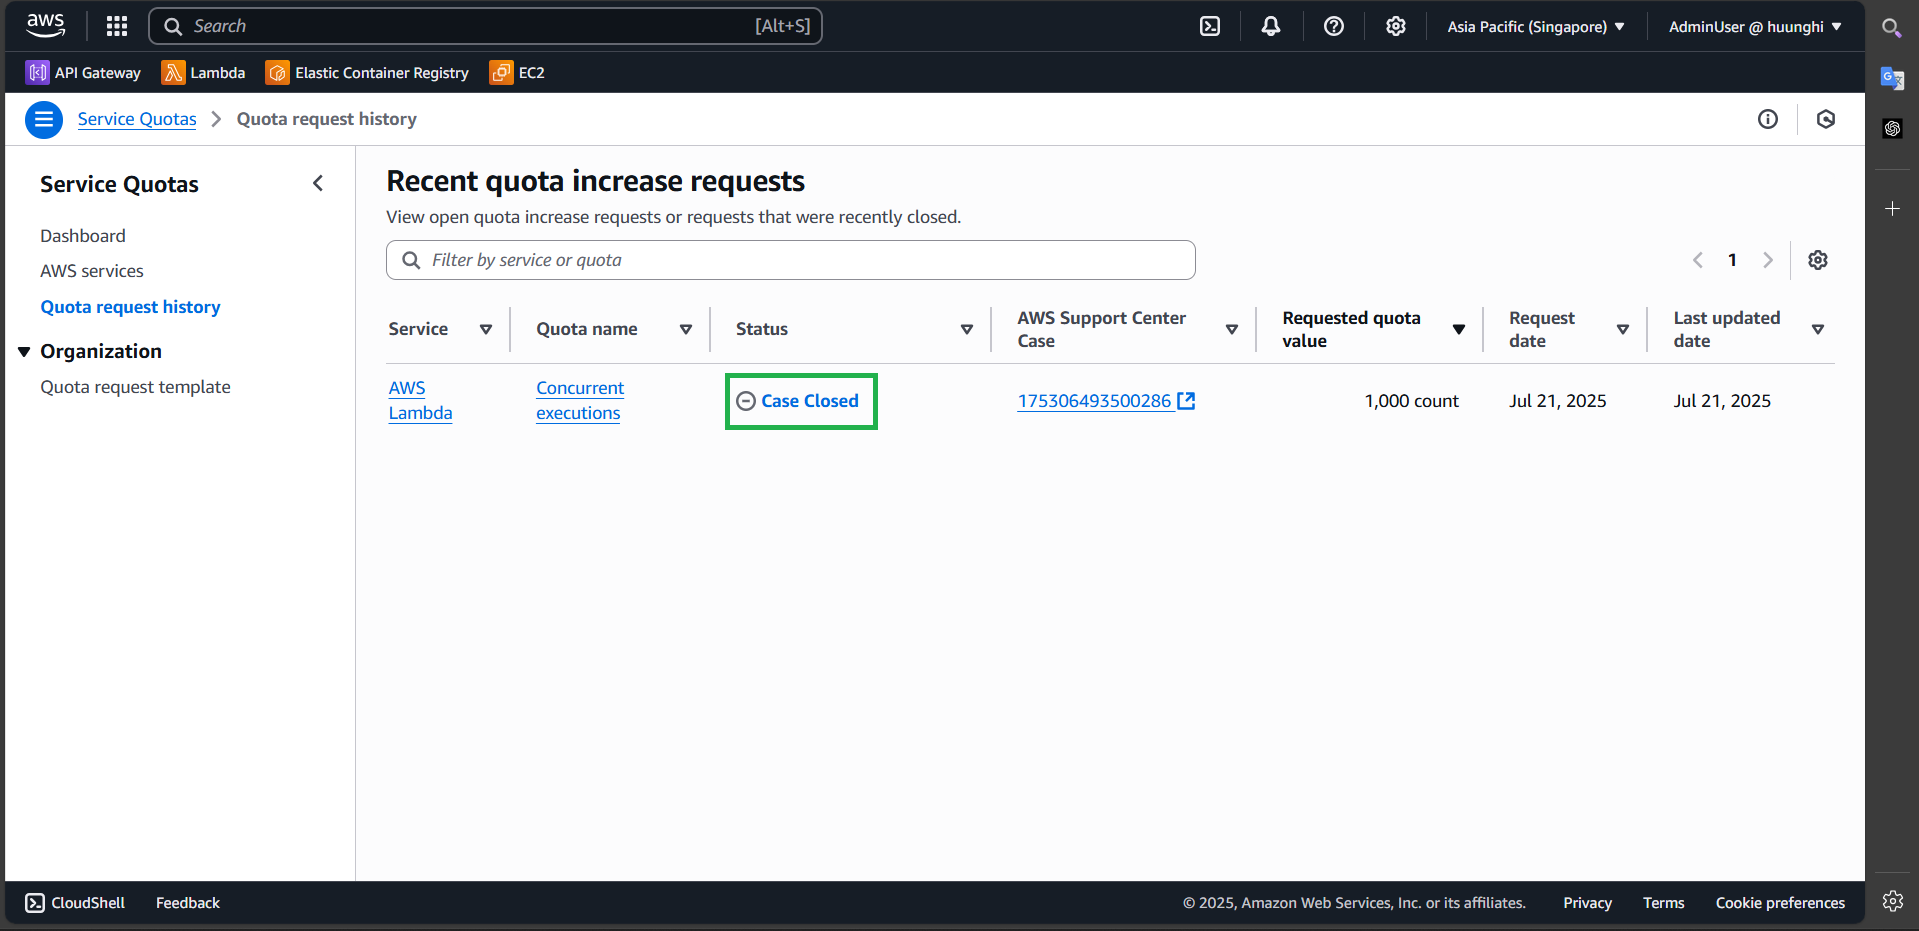 aws
Search [Alt+S]
Asia Pacific (Singapore)
AdminUser @ huunghi
API Gateway
Lambda
Elastic Container Registry
EC2
Service Quotas
Quota request history
Service Quotas
Dashboard
AWS services
Quota request history
Organization
Quota request template
Recent quota increase requests
View open quota increase requests or requests that were recently closed.
Filter by service or quota
1
Service
Quota name
Status
AWS Support Center
Case
Requested quota
value
Request
date
Last updated
date
AWS
Lambda
Concurrent
executions
Case Closed
175306493500286
1,000 count
Jul 21, 2025
Jul 21, 2025
CloudShell
Feedback
© 2025, Amazon Web Services, Inc. or its affiliates.
Privacy
Terms
Cookie preferences